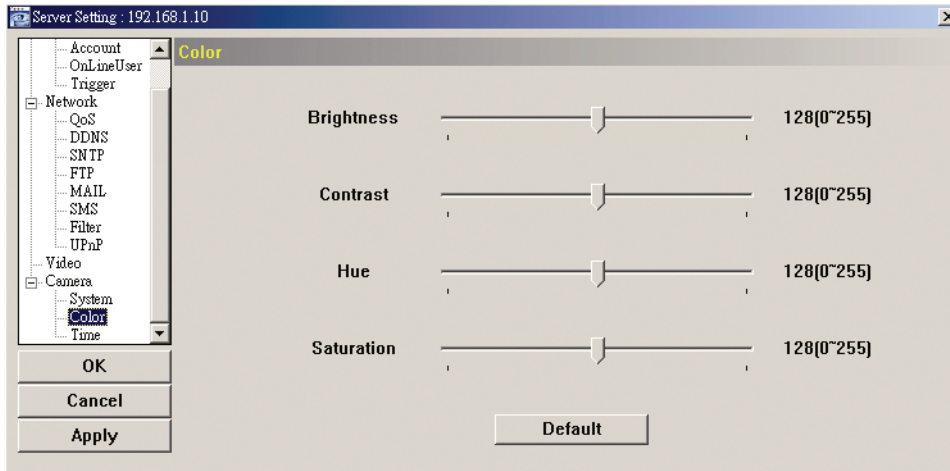 Server Setting : 192.168.1.10
Account
OnLineUser
Trigger
Network
QoS
DDNS
SNTP
FTP
MAIL
SMS
Filter
UPnP
Video
Camera
System
Color
Time
OK
Cancel
Apply
Color
Brightness 128(0~255)
Contrast 128(0~255)
Hue 128(0~255)
Saturation 128(0~255)
Default